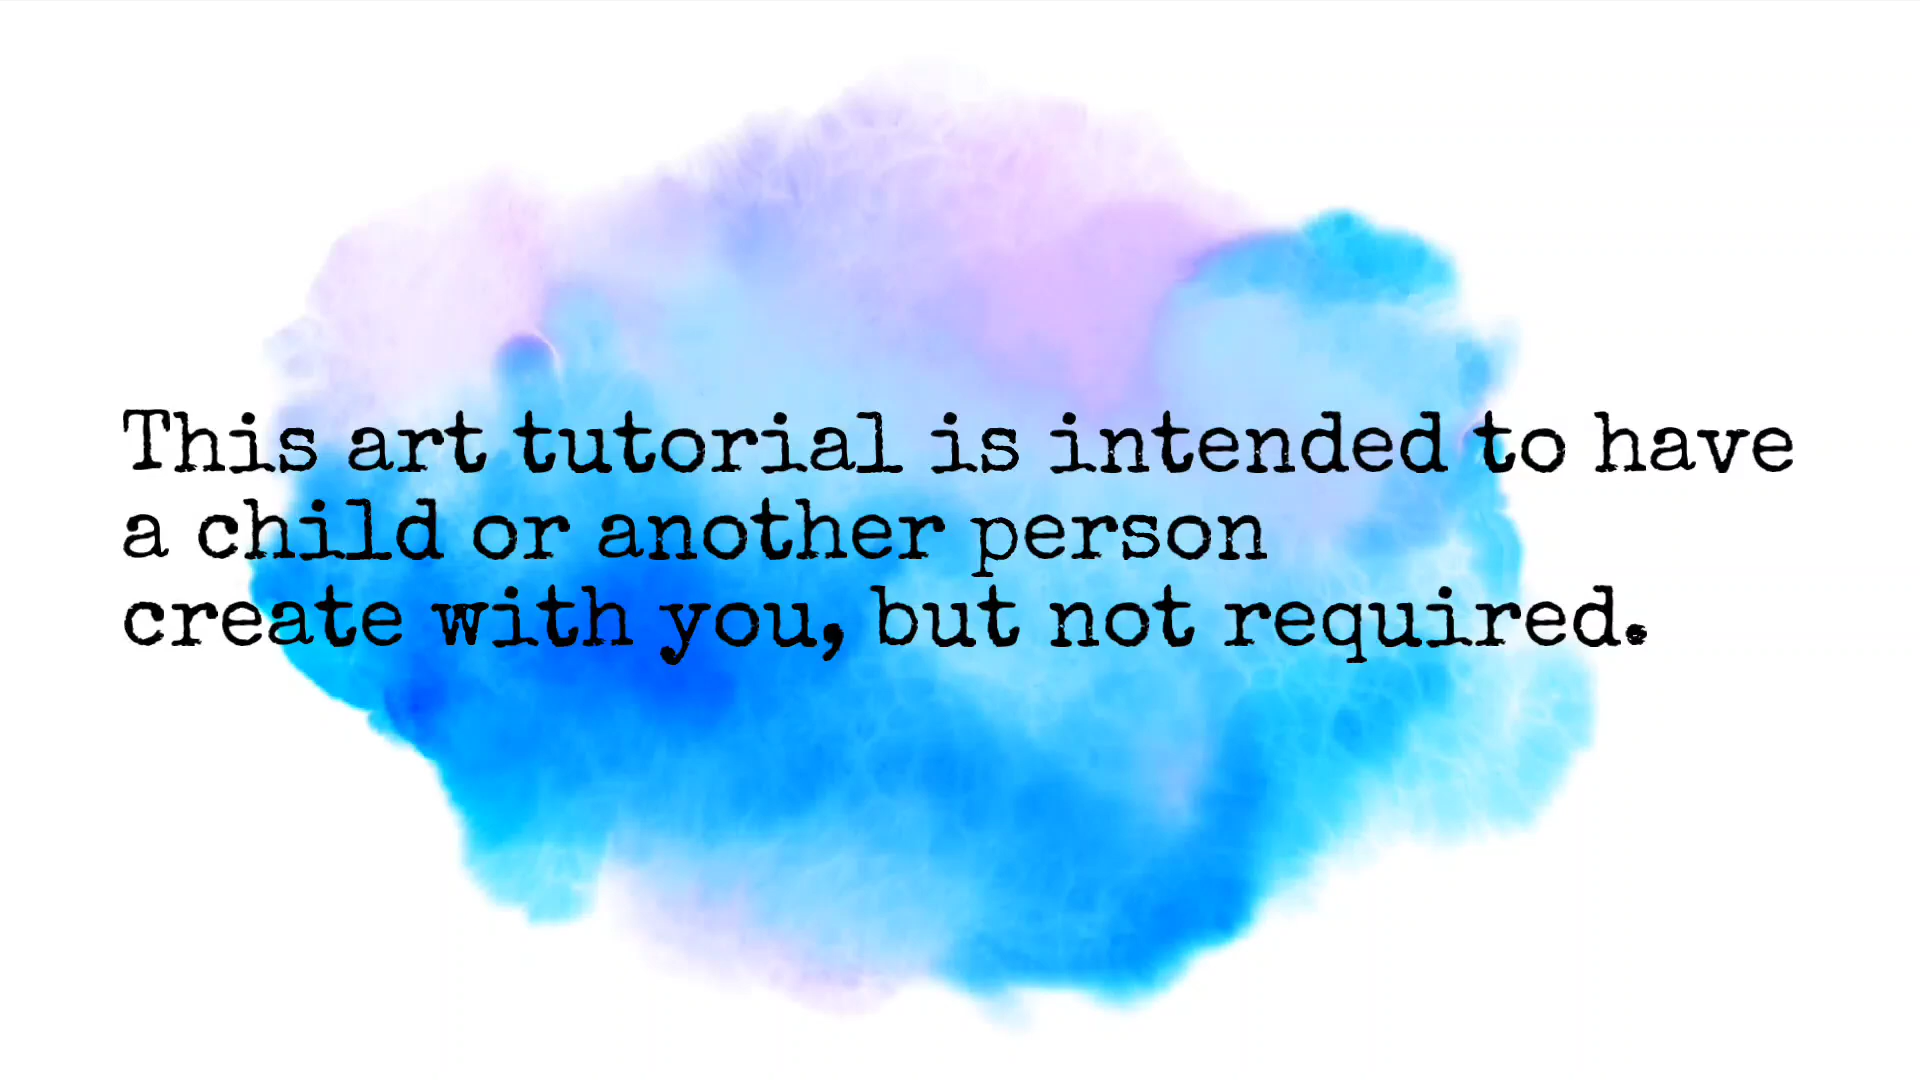 This art tutorial is intended to have
a child or another person
create with you, but not required.